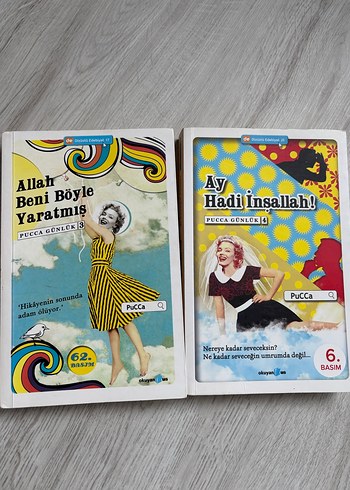 Allah
Beni Böyle
Yaratmış
PUCCA GÜNLÜK 3
'Hikâyenin sonunda
adam ölüyor.'
PuCCa
62.
BASIM
okuyan us
Ay
Hadi İnşallah!
PUCCA GÜNLÜK 4
PuCCa
Nereye kadar seveceksin?
Ne kadar seveceğin umrumda değil...
6.
BASIM
okuyan us